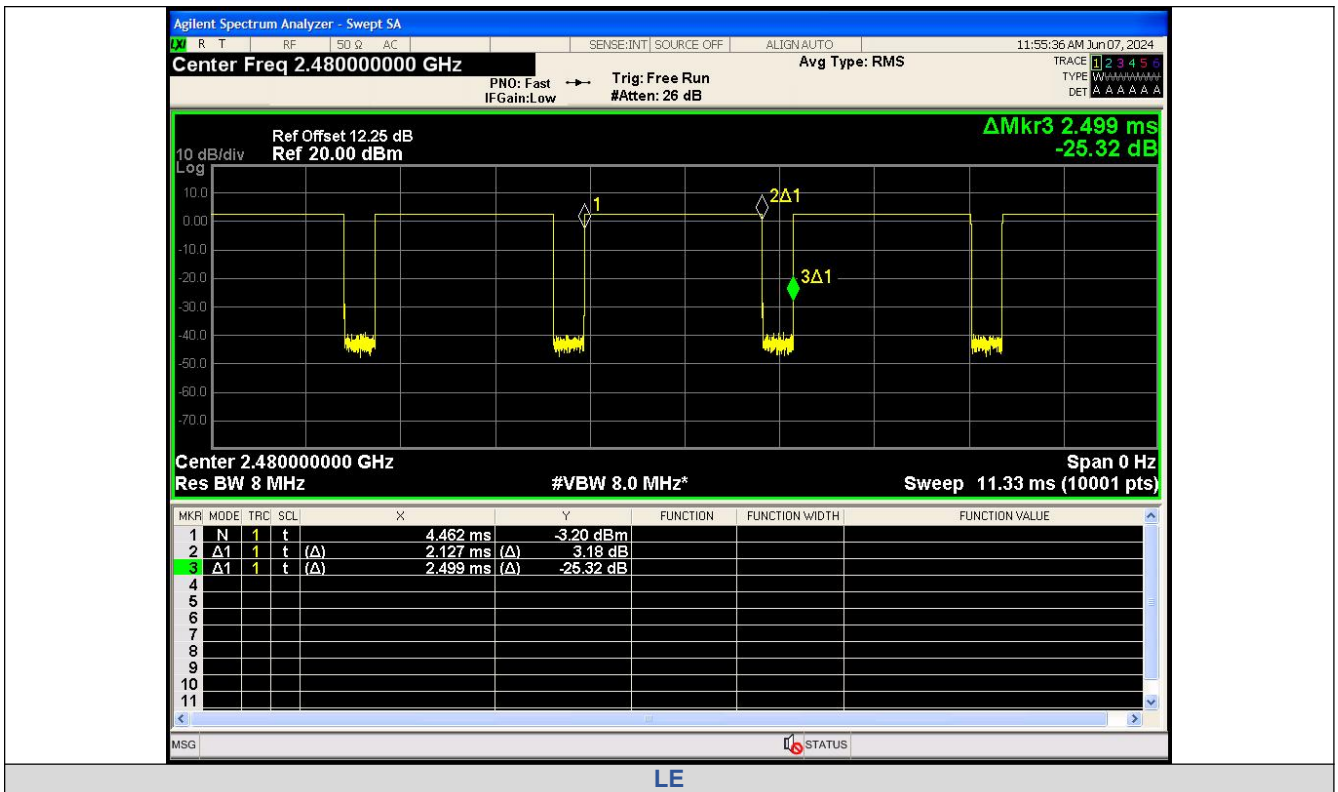 Agilent Spectrum Analyzer - Swept SA
LXI R T RF 50 Ω AC SENSE:INT SOURCE OFF ALIGN AUTO 11:55:36 AM Jun 07, 2024
Center Freq 2.480000000 GHz Avg Type: RMS TRACE 1 2 3 4 5 6
PNO: Fast Trig: Free Run TYPE WWWWWW
IFGain:Low #Atten: 26 dB DET A A A A A A
ΔMkr3 2.499 ms
-25.32 dB
Ref Offset 12.25 dB
10 dB/div Ref 20.00 dBm
Log
10.0
0.00
-10.0
-20.0
-30.0
-40.0
-50.0
-60.0
-70.0
1
2Δ1
3Δ1
Center 2.480000000 GHz Span 0 Hz
Res BW 8 MHz #VBW 8.0 MHz* Sweep 11.33 ms (10001 pts)
MKR MODE TRC SCL X Y FUNCTION FUNCTION WIDTH FUNCTION VALUE
1 N 1 t 4.462 ms -3.20 dBm
2 Δ1 1 t (Δ) 2.127 ms (Δ) 3.18 dB
3 Δ1 1 t (Δ) 2.499 ms (Δ) -25.32 dB
4
5
6
7
8
9
10
11
MSG STATUS
LE